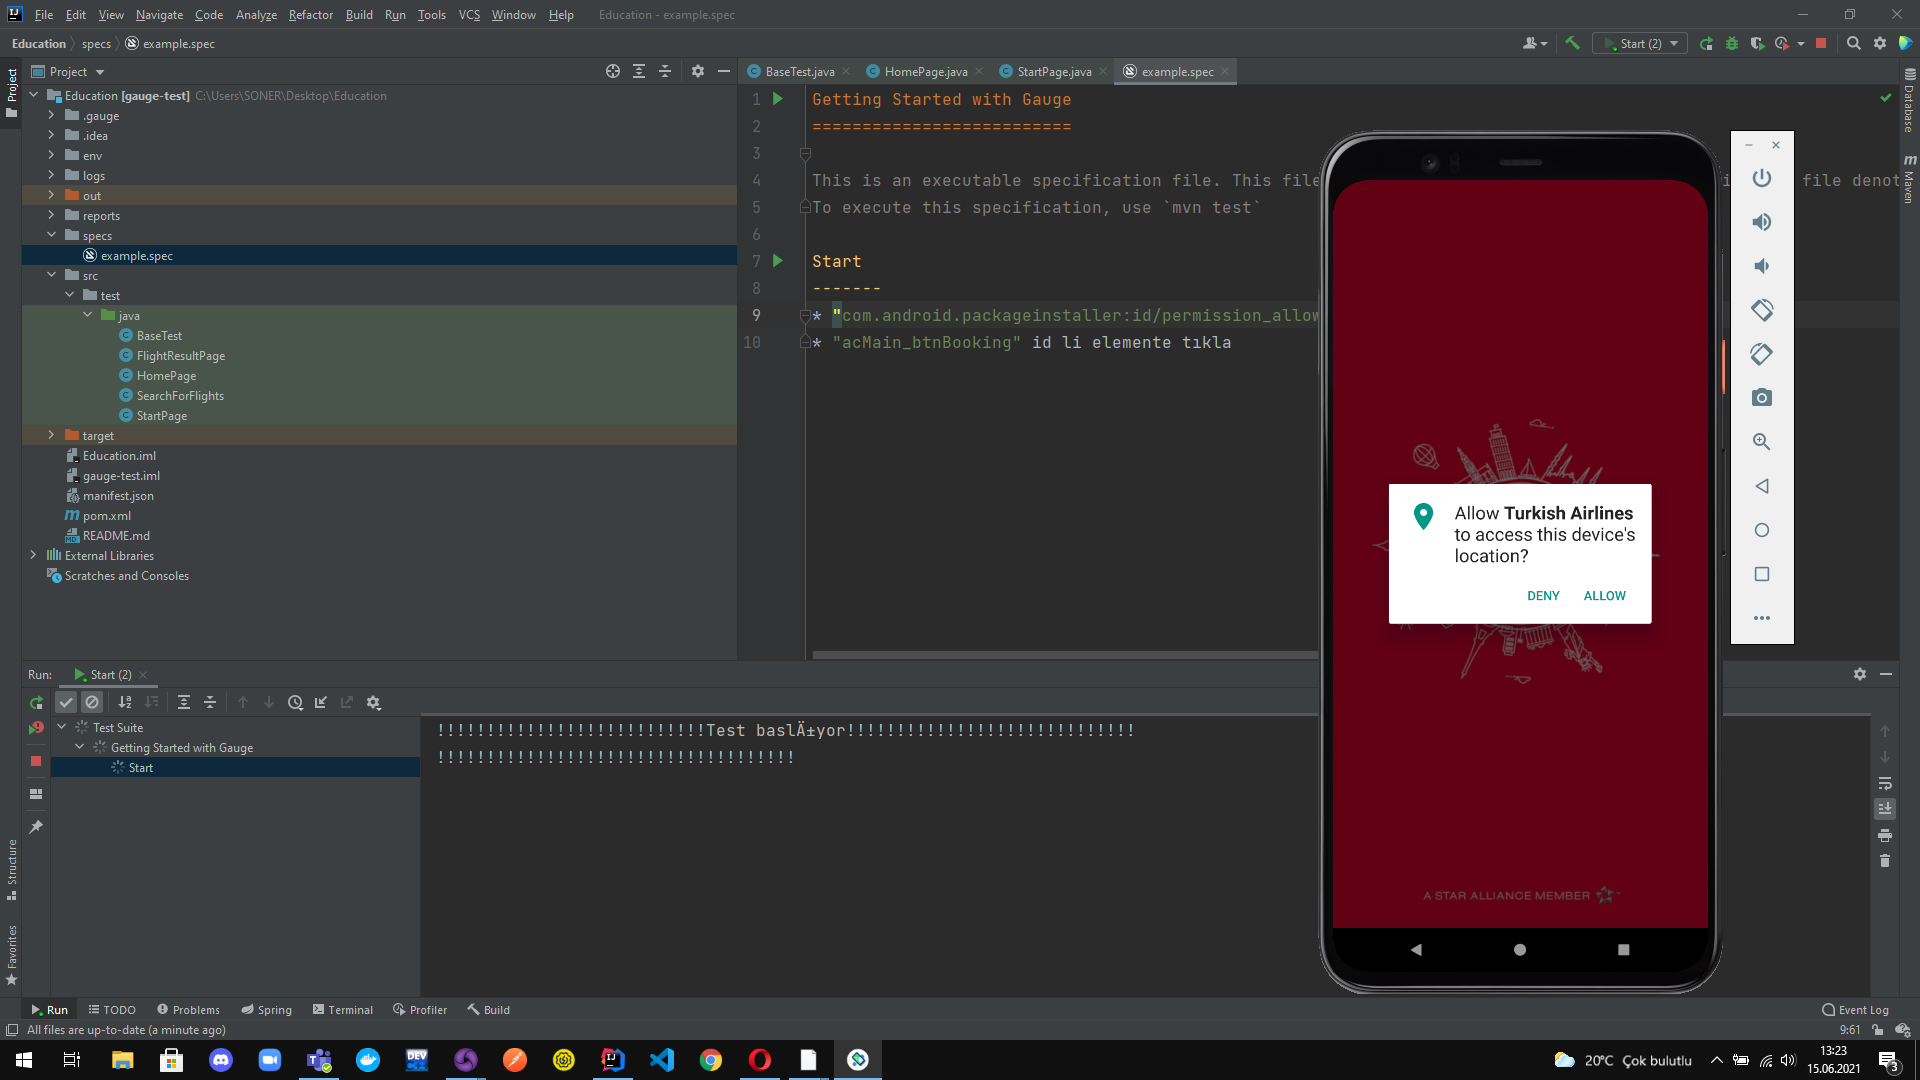 File Edit View Navigate Code Analyze Refactor Build Run Tools VCS Window Help Education - example.spec
Education specs example.spec
Start (2)
Project
BaseTest.java HomePage.java StartPage.java example.spec
Education [gauge-test] C:\Users\SONER\Desktop\Education
.gauge
.idea
env
logs
out
reports
specs
example.spec
src
test
java
BaseTest
FlightResultPage
HomePage
SearchForFlights
StartPage
target
Education.iml
gauge-test.iml
manifest.json
pom.xml
README.md
External Libraries
Scratches and Consoles
Project
Structure
Favorites
Database
Maven
1 Getting Started with Gauge
2 ==========================
3
4 This is an executable specification file. This file file denot
5 To execute this specification, use `mvn test`
6
7 Start
8 -------
9 * "com.android.packageinstaller:id/permission_allow
10 * "acMain_btnBooking" id li elemente tıkla
Allow Turkish Airlines
to access this device's
location?
DENY ALLOW
A STAR ALLIANCE MEMBER
Run: Start (2)
Test Suite
Getting Started with Gauge
Start
!!!!!!!!!!!!!!!!!!!!!!!!!!!Test baslÄ±yor!!!!!!!!!!!!!!!!!!!!!!!!!!!!!
!!!!!!!!!!!!!!!!!!!!!!!!!!!!!!!!!!!!
Run TODO Problems Spring Terminal Profiler Build Event Log
All files are up-to-date (a minute ago) 9:61
20°C Çok bulutlu
13:23
15.06.2021
3